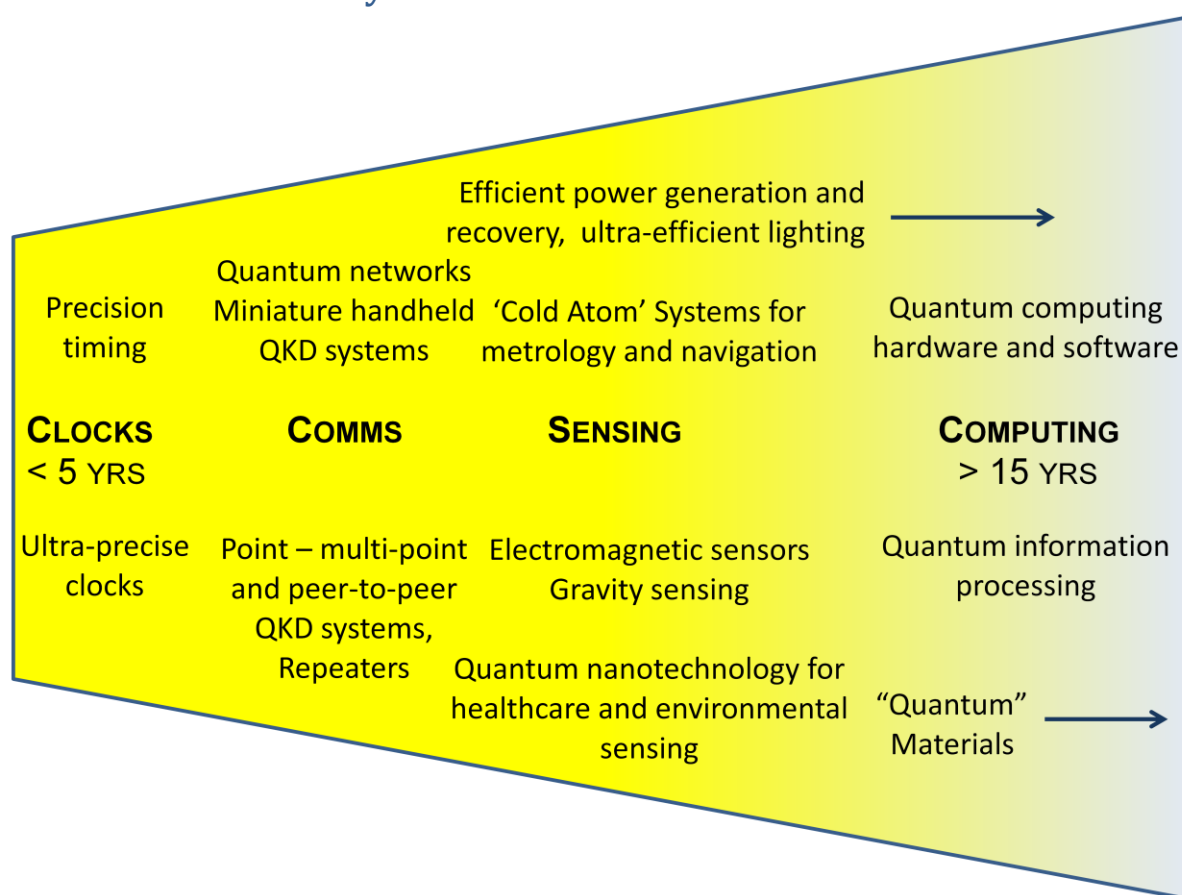 Efficient power generation and
recovery, ultra-efficient lighting
Precision
timing
Quantum networks
Miniature handheld
QKD systems
‘Cold Atom’ Systems for
metrology and navigation
Quantum computing
hardware and software
CLOCKS
< 5 YRS
COMMS
SENSING
COMPUTING
> 15 YRS
Ultra-precise
clocks
Point – multi-point
and peer-to-peer
QKD systems,
Repeaters
Electromagnetic sensors
Gravity sensing
Quantum nanotechnology for
healthcare and environmental
sensing
Quantum information
processing
“Quantum”
Materials